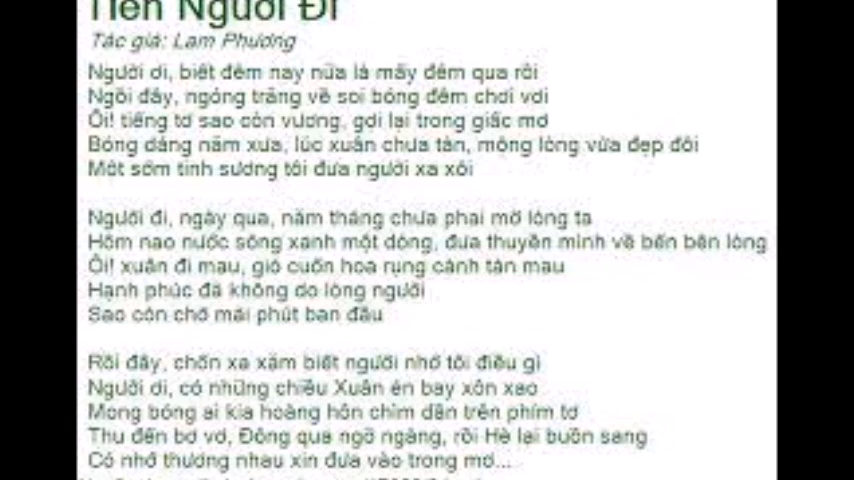 Tiễn Người Đi
Tác giả: Lam Phương
Người đi, biết đêm nay nữa là mấy đêm qua rồi
Ngồi đây, ngóng trăng về soi bóng đêm chơi vơi
Ôi! tiếng tơ sao còn vương, gợi lại trong giấc mơ
Bóng dáng năm xưa, lúc xuân chưa tàn, mộng lòng vừa đẹp đôi
Một sớm tinh sương tôi đưa người xa xôi
Người đi, ngày qua, năm tháng chưa phai mờ lòng ta
Hôm nao nước sông xanh một dòng, đưa thuyền mình về bến bên lòng
Ôi! xuân đi mau, gió cuốn hoa rụng cành tàn mau
Hạnh phúc đã không do lòng người
Sao còn chờ mãi phút ban đầu
Rồi đây, chốn xa xăm biết người nhớ tôi điều gì
Người đi, có những chiều Xuân én bay xôn xao
Mong bóng ai kia hoàng hôn chìm dần trên phím tơ
Thu đến bơ vơ, Đông qua ngỡ ngàng, rồi Hè lại buồn sang
Có nhớ thương nhau xin đưa vào trong mơ...